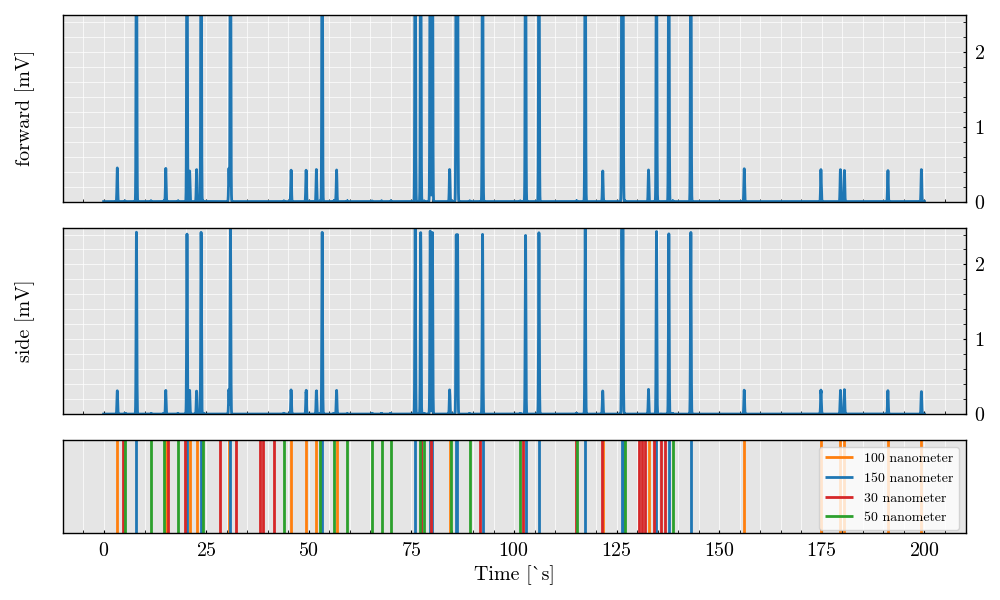 forward [mV]
2
1
0
side [mV]
2
1
0
100 nanometer
150 nanometer
30 nanometer
50 nanometer
0 25 50 75 100 125 150 175 200
Time [`s]